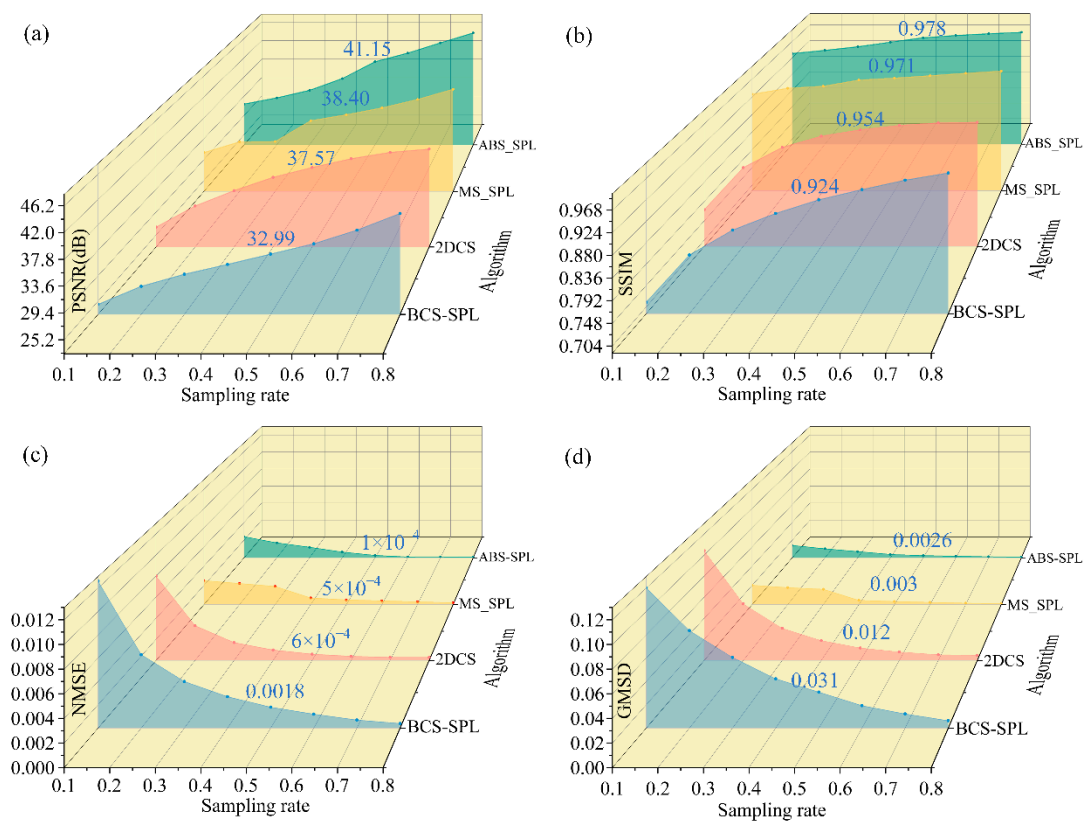 (a)
41.15
38.40
37.57
32.99
46.2
42.0
37.8
33.6
29.4
25.2
PSNR(dB)
0.1 0.2 0.3 0.4 0.5 0.6 0.7 0.8
Sampling rate
ABS_SPL
MS_SPL
2DCS
BCS-SPL
Algorithm
(b)
0.978
0.971
0.954
0.924
0.968
0.924
0.880
0.836
0.792
0.748
0.704
SSIM
0.1 0.2 0.3 0.4 0.5 0.6 0.7 0.8
Sampling rate
ABS_SPL
MS_SPL
2DCS
BCS-SPL
Algorithm
(c)
1×10⁻⁴
5×10⁻⁴
6×10⁻⁴
0.0018
0.012
0.010
0.008
0.006
0.004
0.002
0.000
NMSE
0.1 0.2 0.3 0.4 0.5 0.6 0.7 0.8
Sampling rate
ABS-SPL
MS_SPL
2DCS
BCS-SPL
Algorithm
(d)
0.0026
0.003
0.012
0.031
0.12
0.10
0.08
0.06
0.04
0.02
0.00
GMSD
0.1 0.2 0.3 0.4 0.5 0.6 0.7 0.8
Sampling rate
ABS-SPL
MS_SPL
2DCS
BCS-SPL
Algorithm